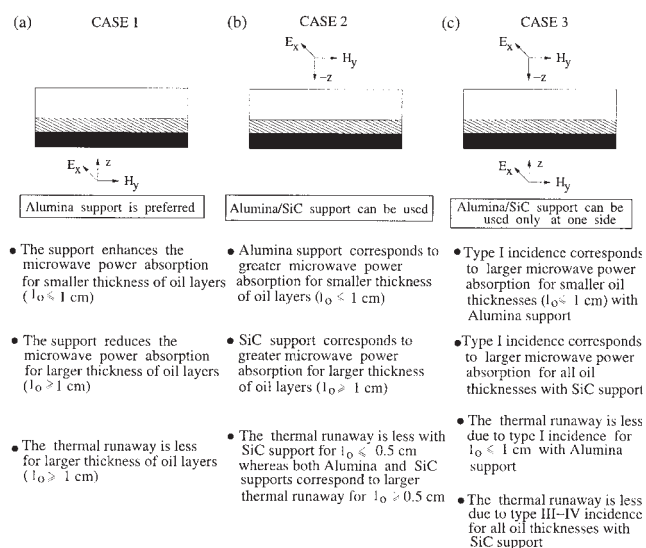 (a) CASE 1
Eₓ z
H_y
Alumina support is preferred
• The support enhances the
microwave power absorption
for smaller thickness of oil layers
( l₀ ⩽ 1 cm)
• The support reduces the
microwave power absorption
for larger thickness of oil layers
( l₀ ⩾ 1 cm)
• The thermal runaway is less
for larger thickness of oil layers
( l₀ ⩾ 1 cm)
(b) CASE 2
Eₓ H_y
−z
Alumina/SiC support can be used
• Alumina support corresponds to
greater microwave power
absorption for smaller thickness
of oil layers (l₀ ⩽ 1 cm)
• SiC support corresponds to
greater microwave power
absorption for larger thickness
of oil layers (l₀ ⩾ 1 cm)
• The thermal runaway is less with
SiC support for l₀ ⩽ 0.5 cm
whereas both Alumina and SiC
supports correspond to larger
thermal runaway for l₀ ⩾ 0.5 cm
(c) CASE 3
Eₓ H_y
−z
Eₓ z
H_y
Alumina/SiC support can be
used only at one side
• Type I incidence corresponds
to larger microwave power
absorption for smaller oil
thicknesses (l₀⩽ 1 cm) with
Alumina support
• Type I incidence corresponds
to larger microwave power
absorption for all oil
thicknesses with SiC support
• The thermal runaway is less
due to type I incidence for
l₀ ⩽ 1 cm with Alumina
support
• The thermal runaway is less
due to type III−IV incidence
for all oil thicknesses with
SiC support